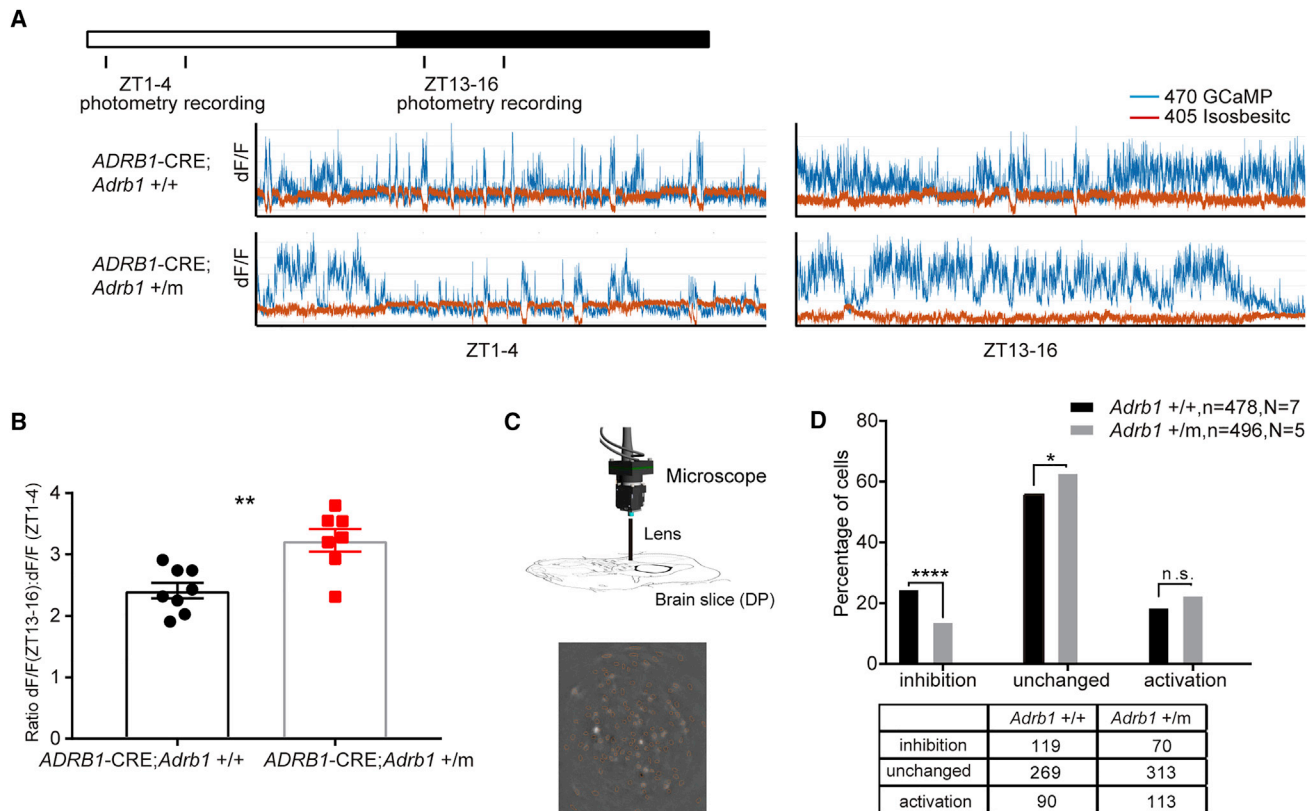 A
ZT1-4
photometry recording
ZT13-16
photometry recording
470 GCaMP
405 Isosbesitc
ADRB1-CRE;
Adrb1 +/+
dF/F
ADRB1-CRE;
Adrb1 +/m
dF/F
ZT1-4
ZT13-16
B
**
Ratio dF/F(ZT13-16):dF/F (ZT1-4)
4
3
2
1
0
ADRB1-CRE;Adrb1 +/+
ADRB1-CRE;Adrb1 +/m
C
Microscope
Lens
Brain slice (DP)
D
Adrb1 +/+,n=478,N=7
Adrb1 +/m,n=496,N=5
Percentage of cells
80
60
40
20
0
****
*
n.s.
inhibition unchanged activation
Adrb1 +/+ Adrb1 +/m
inhibition 119 70
unchanged 269 313
activation 90 113